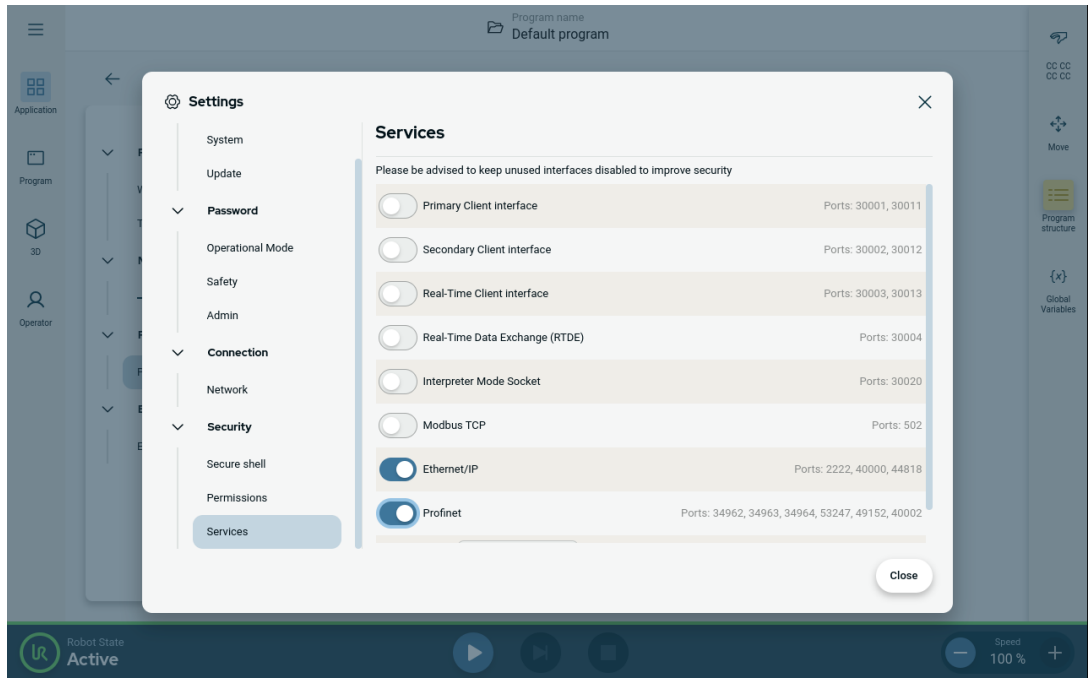 Program name
Default program
Application
Program
3D
Operator
CC CC
CC CC
Move
Program
structure
{x}
Global
Variables
Settings
System
Update
Password
Operational Mode
Safety
Admin
Connection
Network
Security
Secure shell
Permissions
Services
Services
Please be advised to keep unused interfaces disabled to improve security
Primary Client interface Ports: 30001, 30011
Secondary Client interface Ports: 30002, 30012
Real-Time Client interface Ports: 30003, 30013
Real-Time Data Exchange (RTDE) Ports: 30004
Interpreter Mode Socket Ports: 30020
Modbus TCP Ports: 502
Ethernet/IP Ports: 2222, 40000, 44818
Profinet Ports: 34962, 34963, 34964, 53247, 49152, 40002
Close
Robot State
Active
Speed
100 %